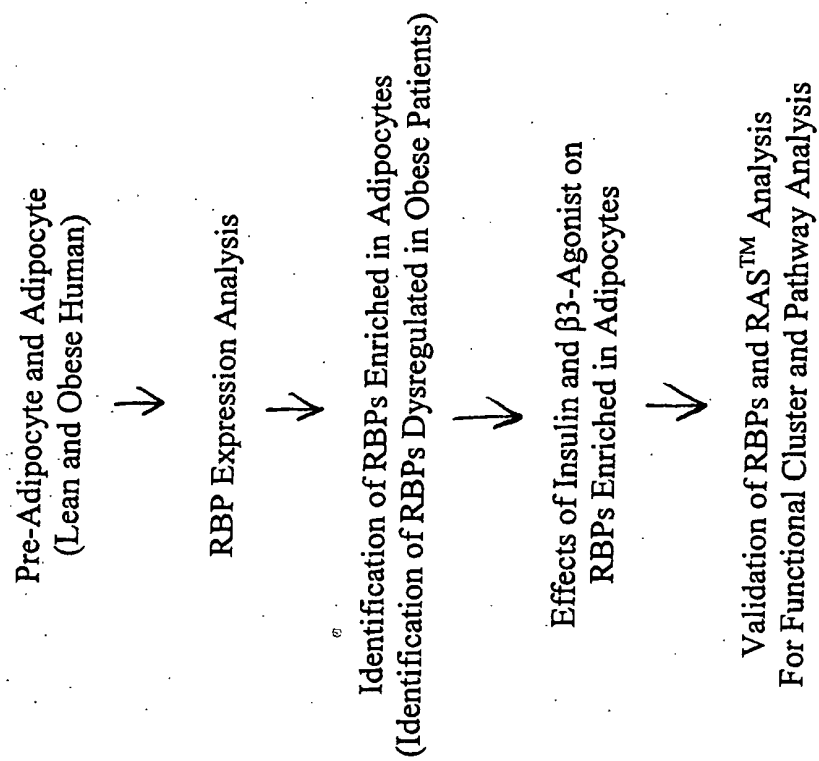 Pre-Adipocyte and Adipocyte
(Lean and Obese Human)
RBP Expression Analysis
Identification of RBPs Enriched in Adipocytes
(Identification of RBPs Dysregulated in Obese Patients)
Effects of Insulin and β3-Agonist on
RBPs Enriched in Adipocytes
Validation of RBPs and RAS™ Analysis
For Functional Cluster and Pathway Analysis